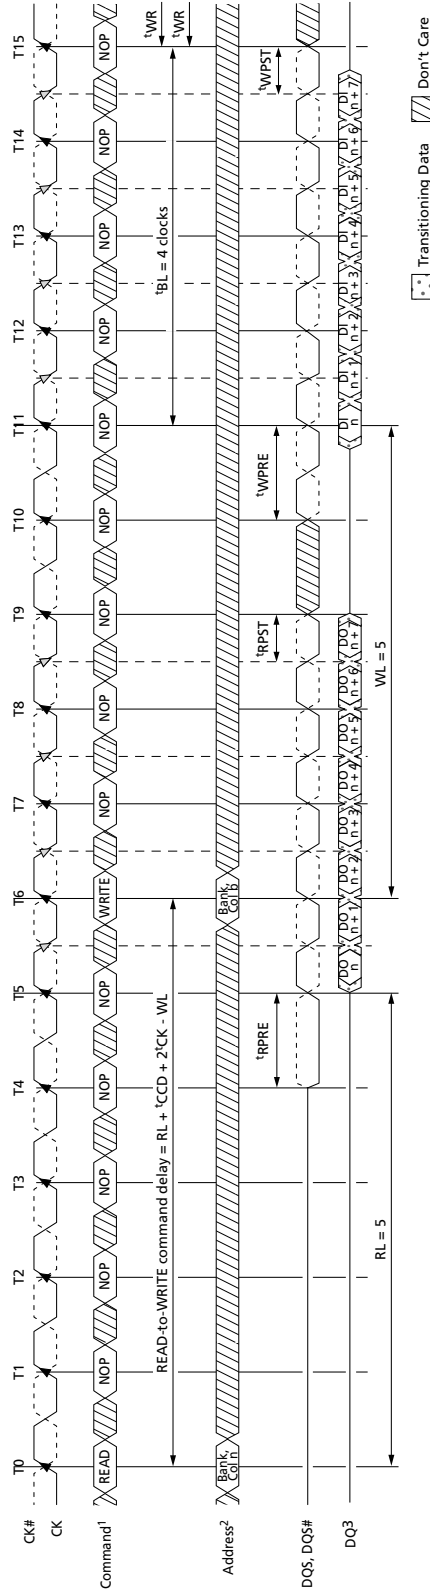 T0 T1 T2 T3 T4 T5 T6 T7 T8 T9 T10 T11 T12 T13 T14 T15
CK#
CK
Command1 READ NOP NOP NOP NOP NOP WRITE NOP NOP NOP NOP NOP NOP NOP NOP NOP
tWR
READ-to-WRITE command delay = RL + tCCD + 2tCK - WL tBL = 4 clocks tWR
Address2 Bank, Col n Bank, Col b
tRPRE tRPST tWPRE tWPST
DQS, DQS#
DQ3 DO n DO n + 1 DO n + 2 DO n + 3 DO n + 4 DO n + 5 DO n + 6 DO n + 7 DI n DI n + 1 DI n + 2 DI n + 3 DI n + 4 DI n + 5 DI n + 6 DI n + 7
RL = 5 WL = 5
Transitioning Data Don't Care